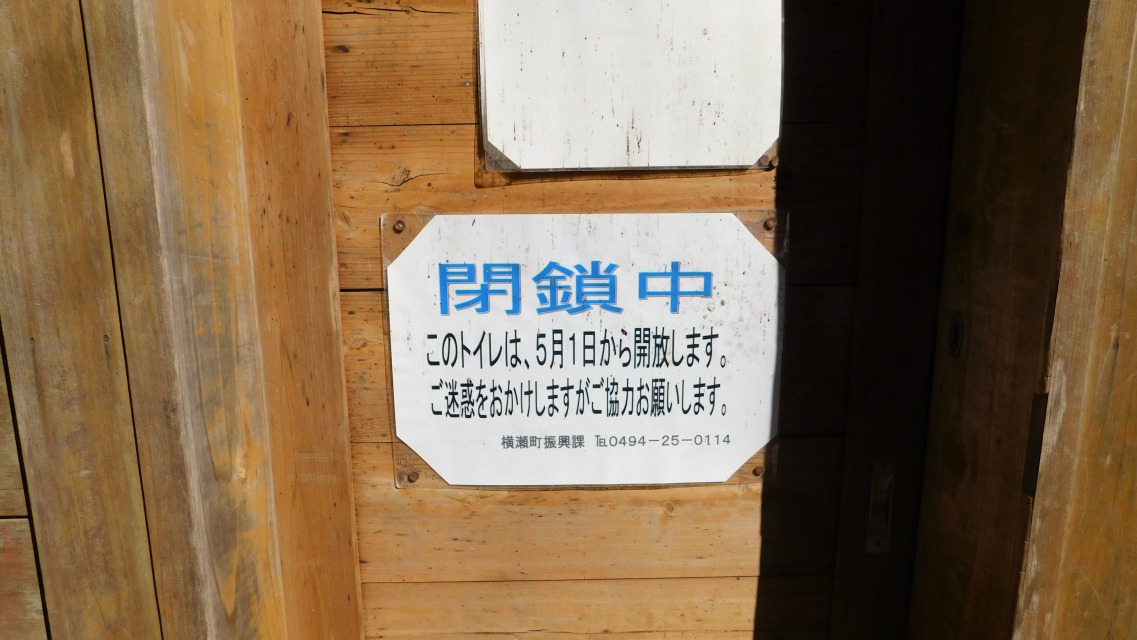 閉鎖中
このトイレは、5月1日から開放します。
ご迷惑をおかけしますがご協力お願いします。
横瀬町振興課 ℡0494-25-0114